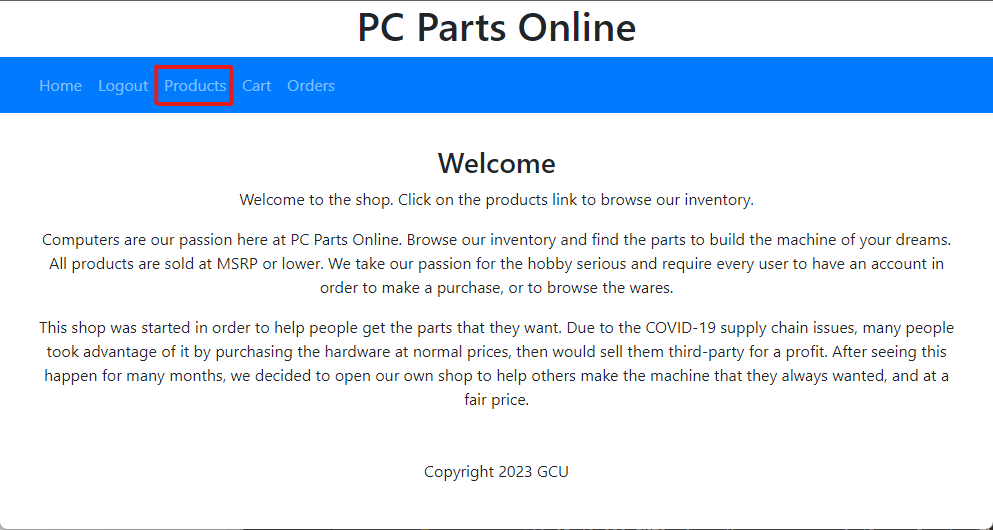 PC Parts Online
Home Logout Products Cart Orders
Welcome
Welcome to the shop. Click on the products link to browse our inventory.
Computers are our passion here at PC Parts Online. Browse our inventory and find the parts to build the machine of your dreams.
All products are sold at MSRP or lower. We take our passion for the hobby serious and require every user to have an account in
order to make a purchase, or to browse the wares.
This shop was started in order to help people get the parts that they want. Due to the COVID-19 supply chain issues, many people
took advantage of it by purchasing the hardware at normal prices, then would sell them third-party for a profit. After seeing this
happen for many months, we decided to open our own shop to help others make the machine that they always wanted, and at a
fair price.
Copyright 2023 GCU